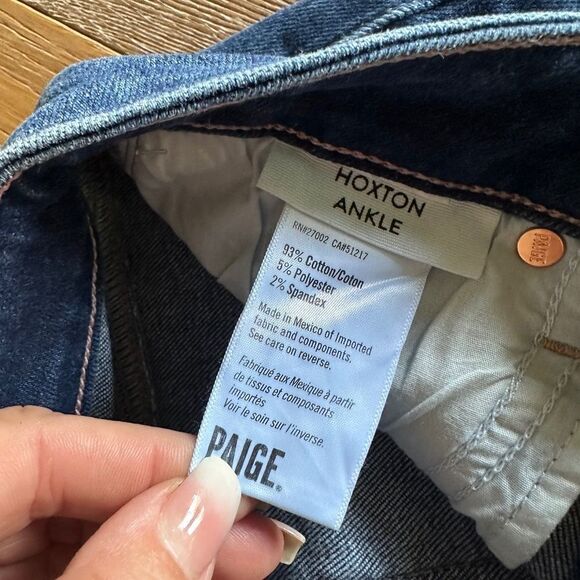 HOXTON
ANKLE
PAIGE
RN#27002 CA#51217
93% Cotton/Coton
5% Polyester
2% Spandex
Made in Mexico of Imported
fabric and components.
See care on reverse.
Fabriqué aux Mexique à partir
de tissus et composants
importés
Voir le soin sur l'inverse.
PAIGE®